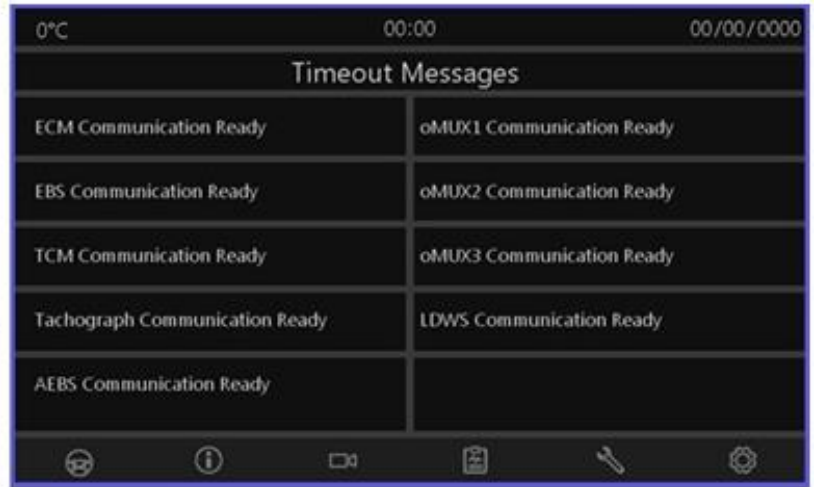 0°C 00:00 00/00/0000
Timeout Messages
ECM Communication Ready oMUX1 Communication Ready
EBS Communication Ready oMUX2 Communication Ready
TCM Communication Ready oMUX3 Communication Ready
Tachograph Communication Ready LDWS Communication Ready
AEBS Communication Ready